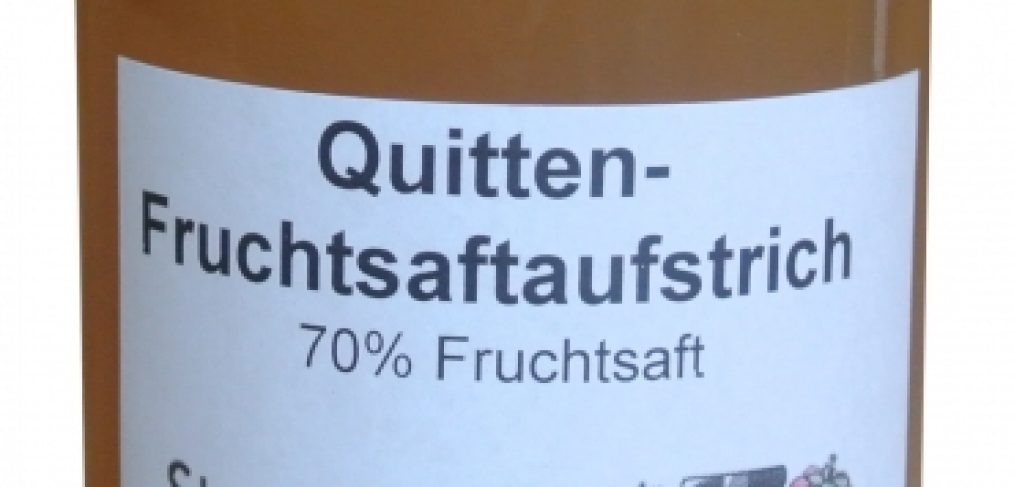 Quitten-
Fruchtsaftaufstrich
70% Fruchtsaft